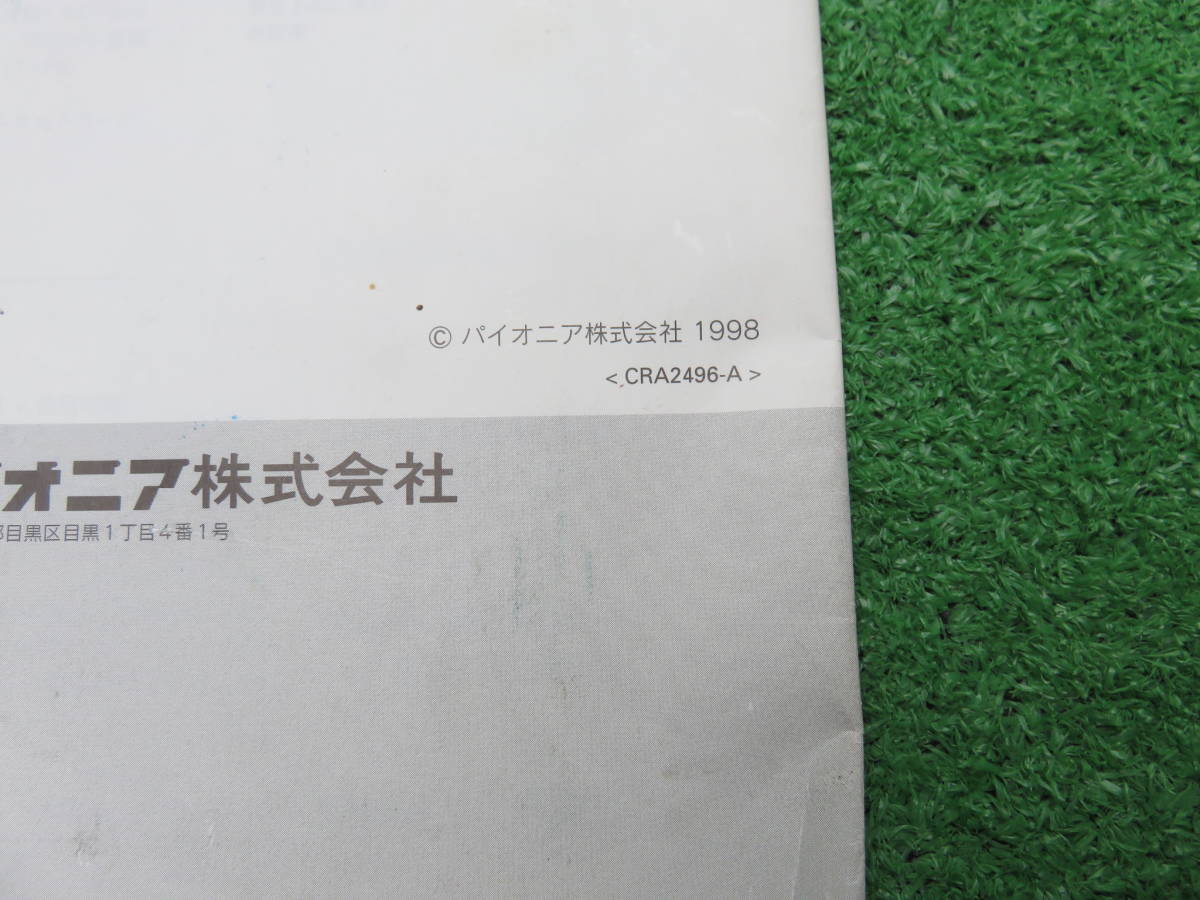 © パイオニア株式会社 1998
< CRA2496-A >
オニア株式会社
目黒区目黒1丁目4番1号